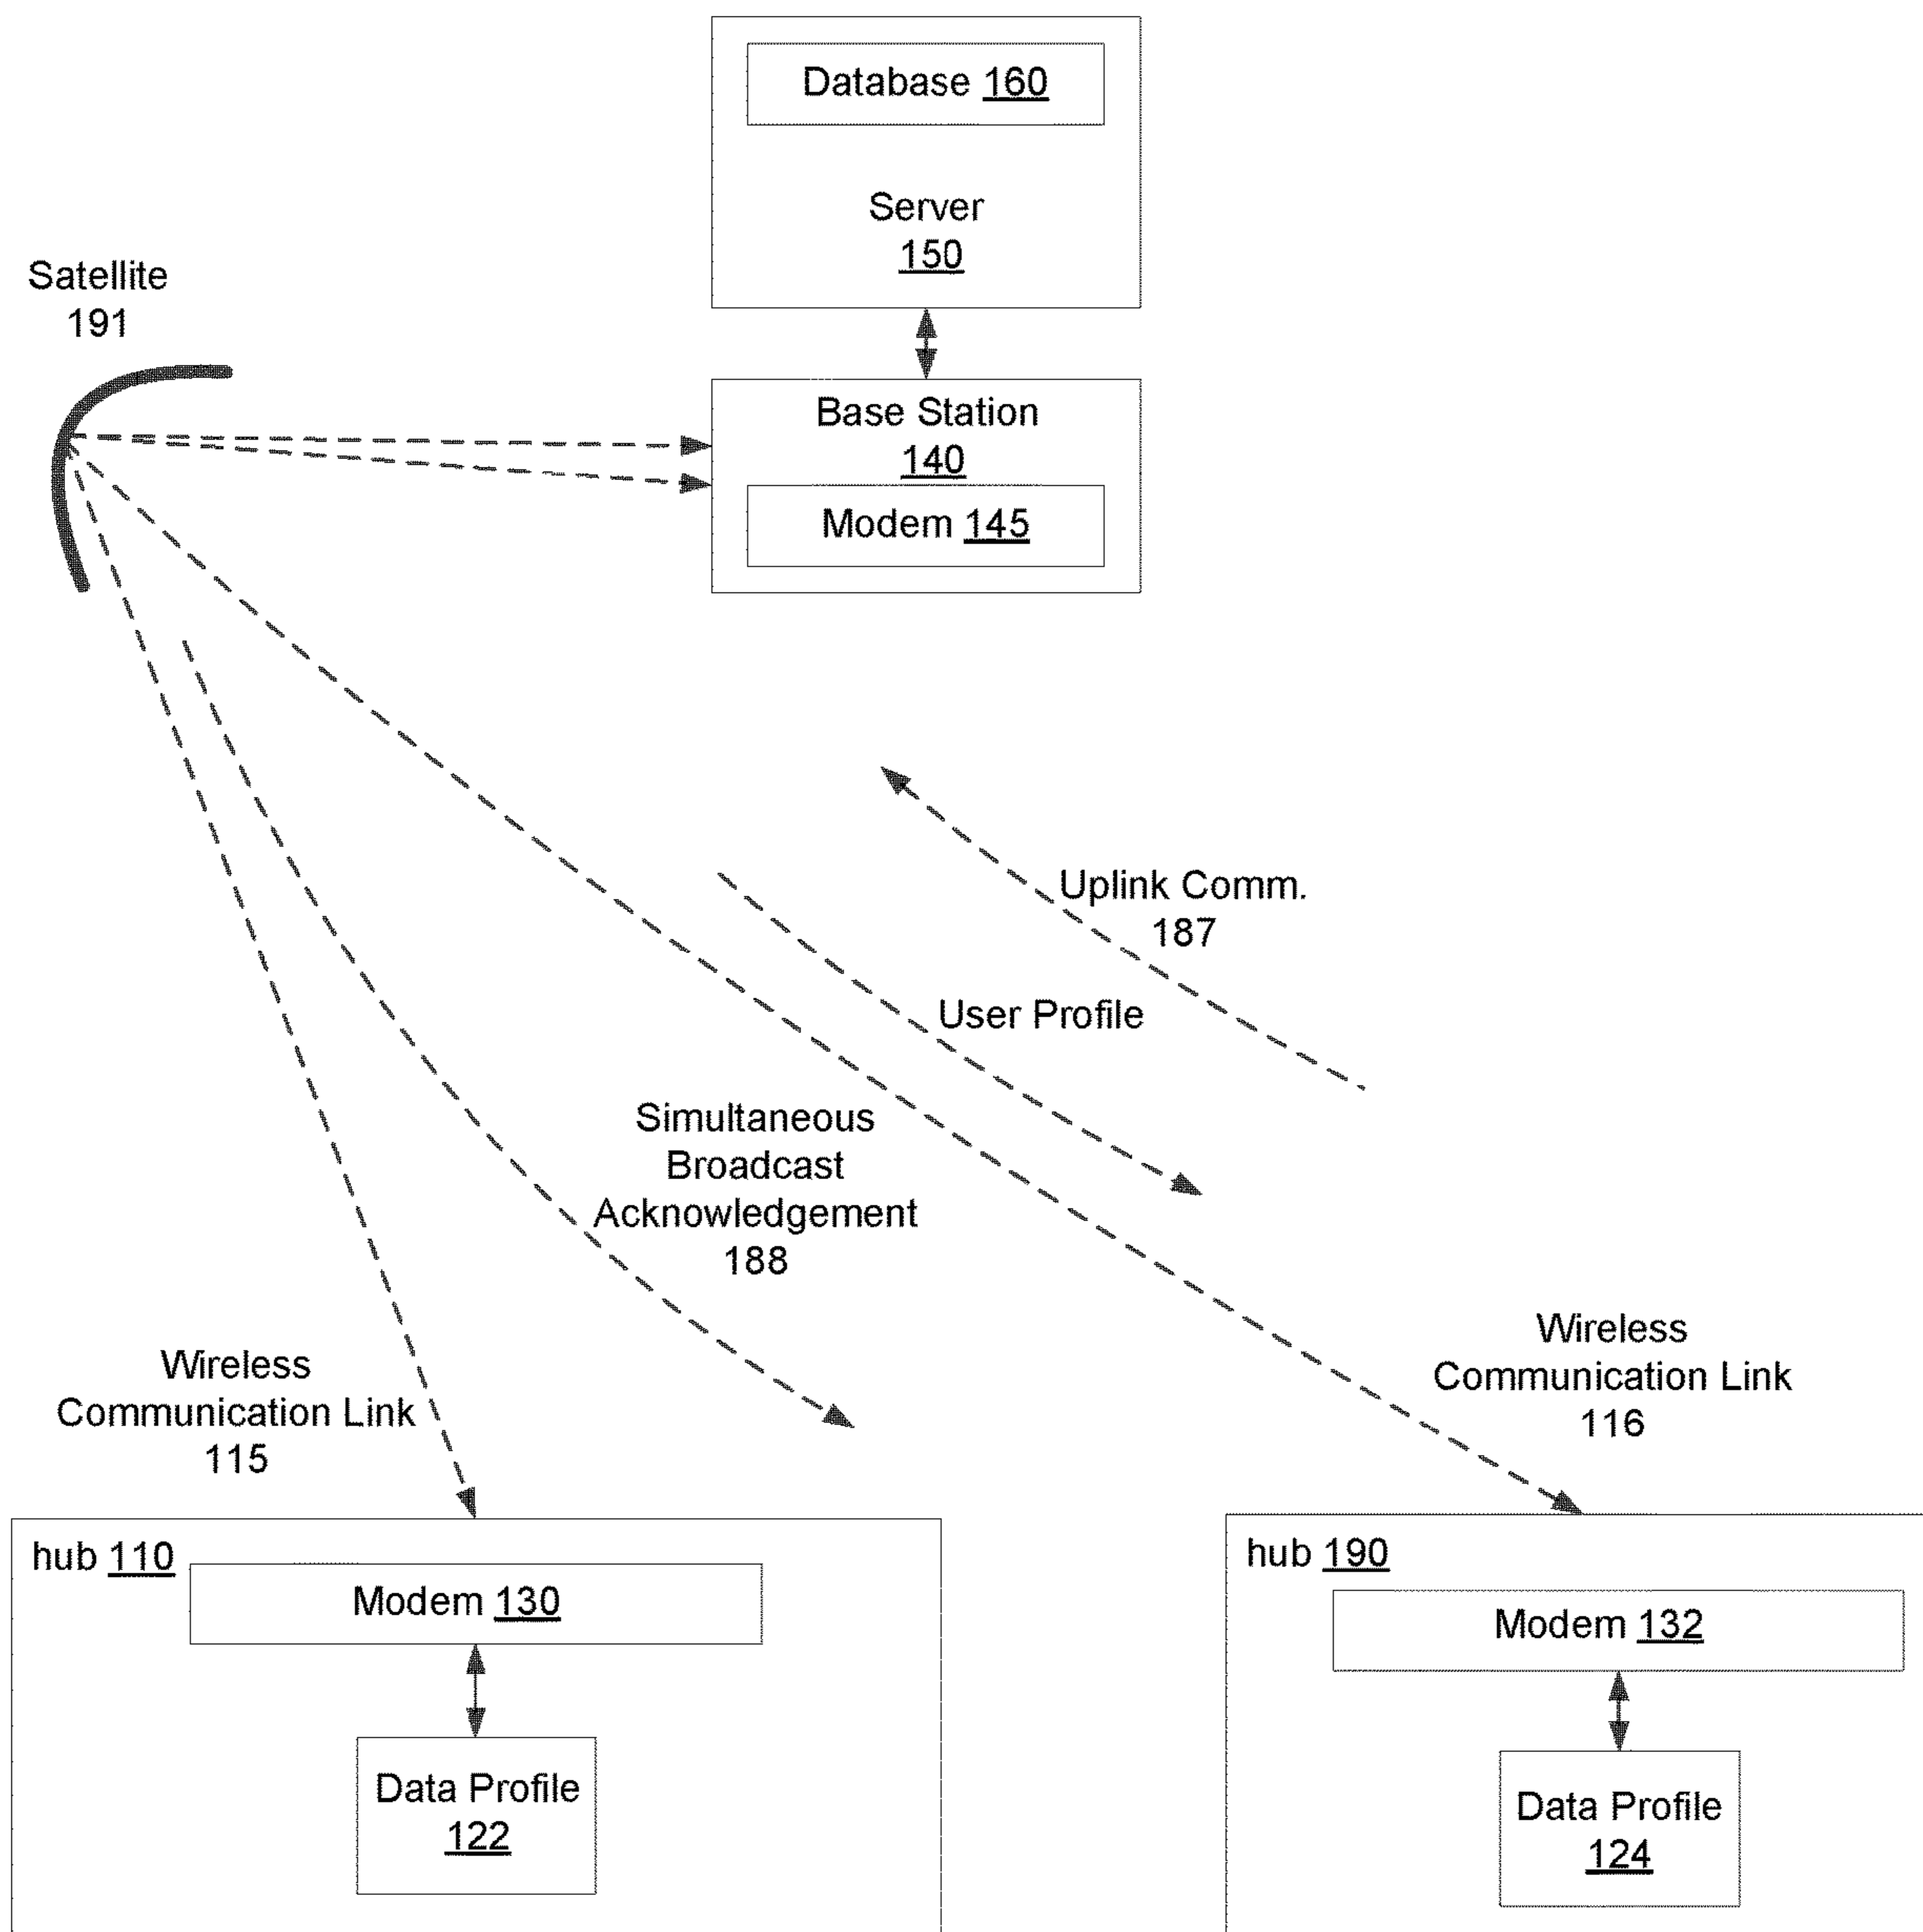 Database 160
Server
150
Satellite
191
Base Station
140
Modem 145
Uplink Comm.
187
User Profile
Simultaneous
Broadcast
Acknowledgement
188
Wireless
Communication Link
115
Wireless
Communication Link
116
hub 110
Modem 130
Data Profile
122
hub 190
Modem 132
Data Profile
124